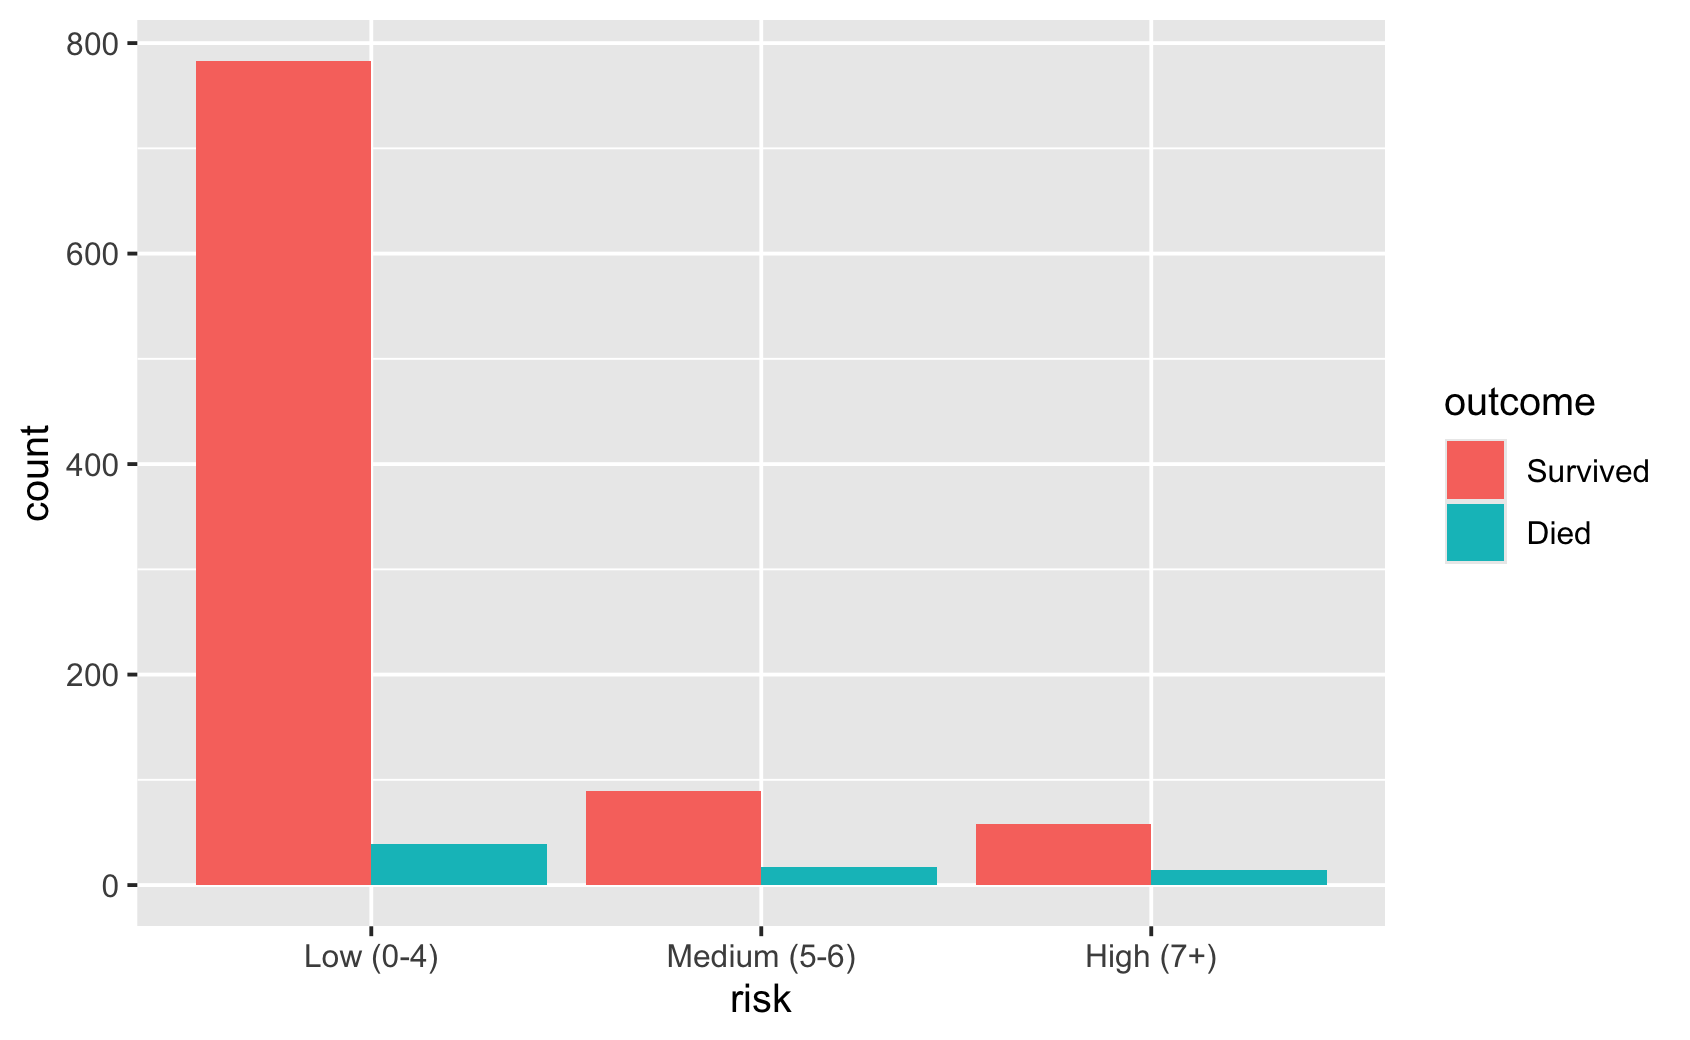 800
600
400
200
0
count
Low (0-4)
Medium (5-6)
High (7+)
risk
outcome
Survived
Died